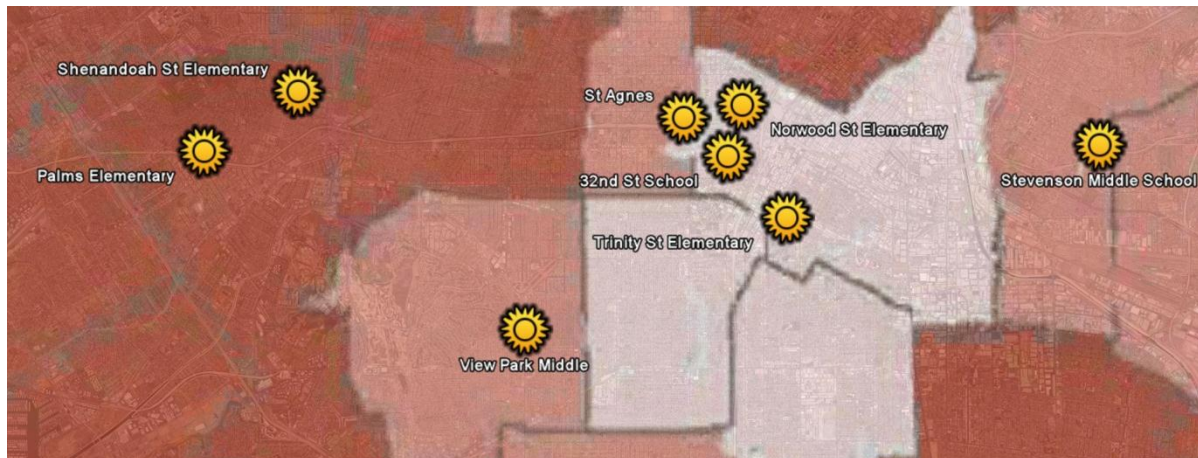 Shenandoah St Elementary
St Agnes
Norwood St Elementary
Palms Elementary
32nd St School
Stevenson Middle School
Trinity St Elementary
View Park Middle